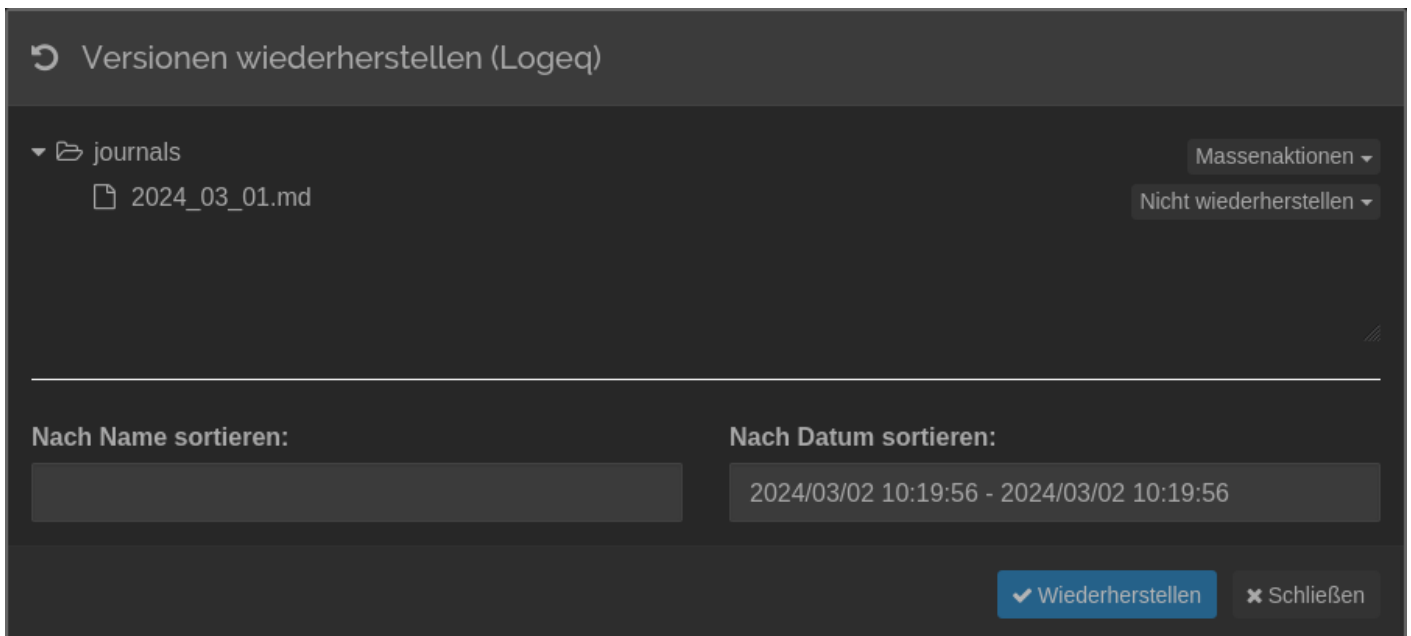 Versionen wiederherstellen (Logeq)
journals
Massenaktionen
2024_03_01.md
Nicht wiederherstellen
Nach Name sortieren:
Nach Datum sortieren:
2024/03/02 10:19:56 - 2024/03/02 10:19:56
Wiederherstellen
Schließen